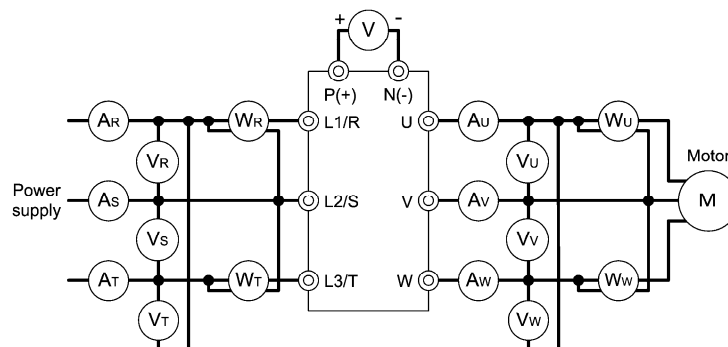 + V -
P(+) N(-)
AR WR L1/R U AU WU
VR VU Motor
Power supply
AS L2/S V AV M
VS VV
AT WT L3/T W AW WW
VT VW